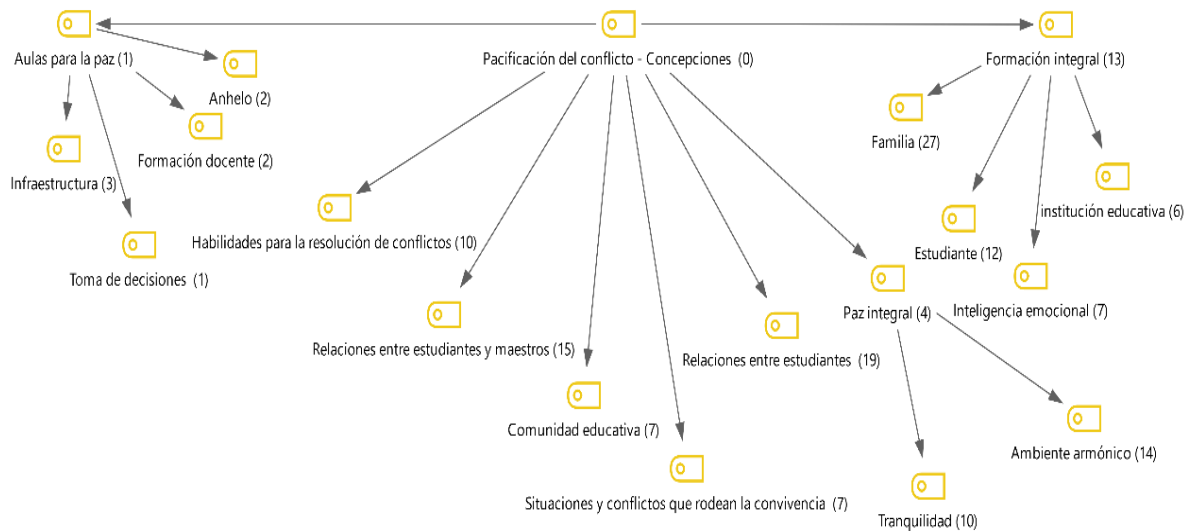 Aulas para la paz (1)
Pacificación del conflicto - Concepciones (0)
Formación integral (13)
Anhelo (2)
Familia (27)
Formación docente (2)
Infraestructura (3)
institución educativa (6)
Habilidades para la resolución de conflictos (10)
Estudiante (12)
Toma de decisiones (1)
Paz integral (4)
Inteligencia emocional (7)
Relaciones entre estudiantes y maestros (15)
Relaciones entre estudiantes (19)
Comunidad educativa (7)
Ambiente armónico (14)
Situaciones y conflictos que rodean la convivencia (7)
Tranquilidad (10)